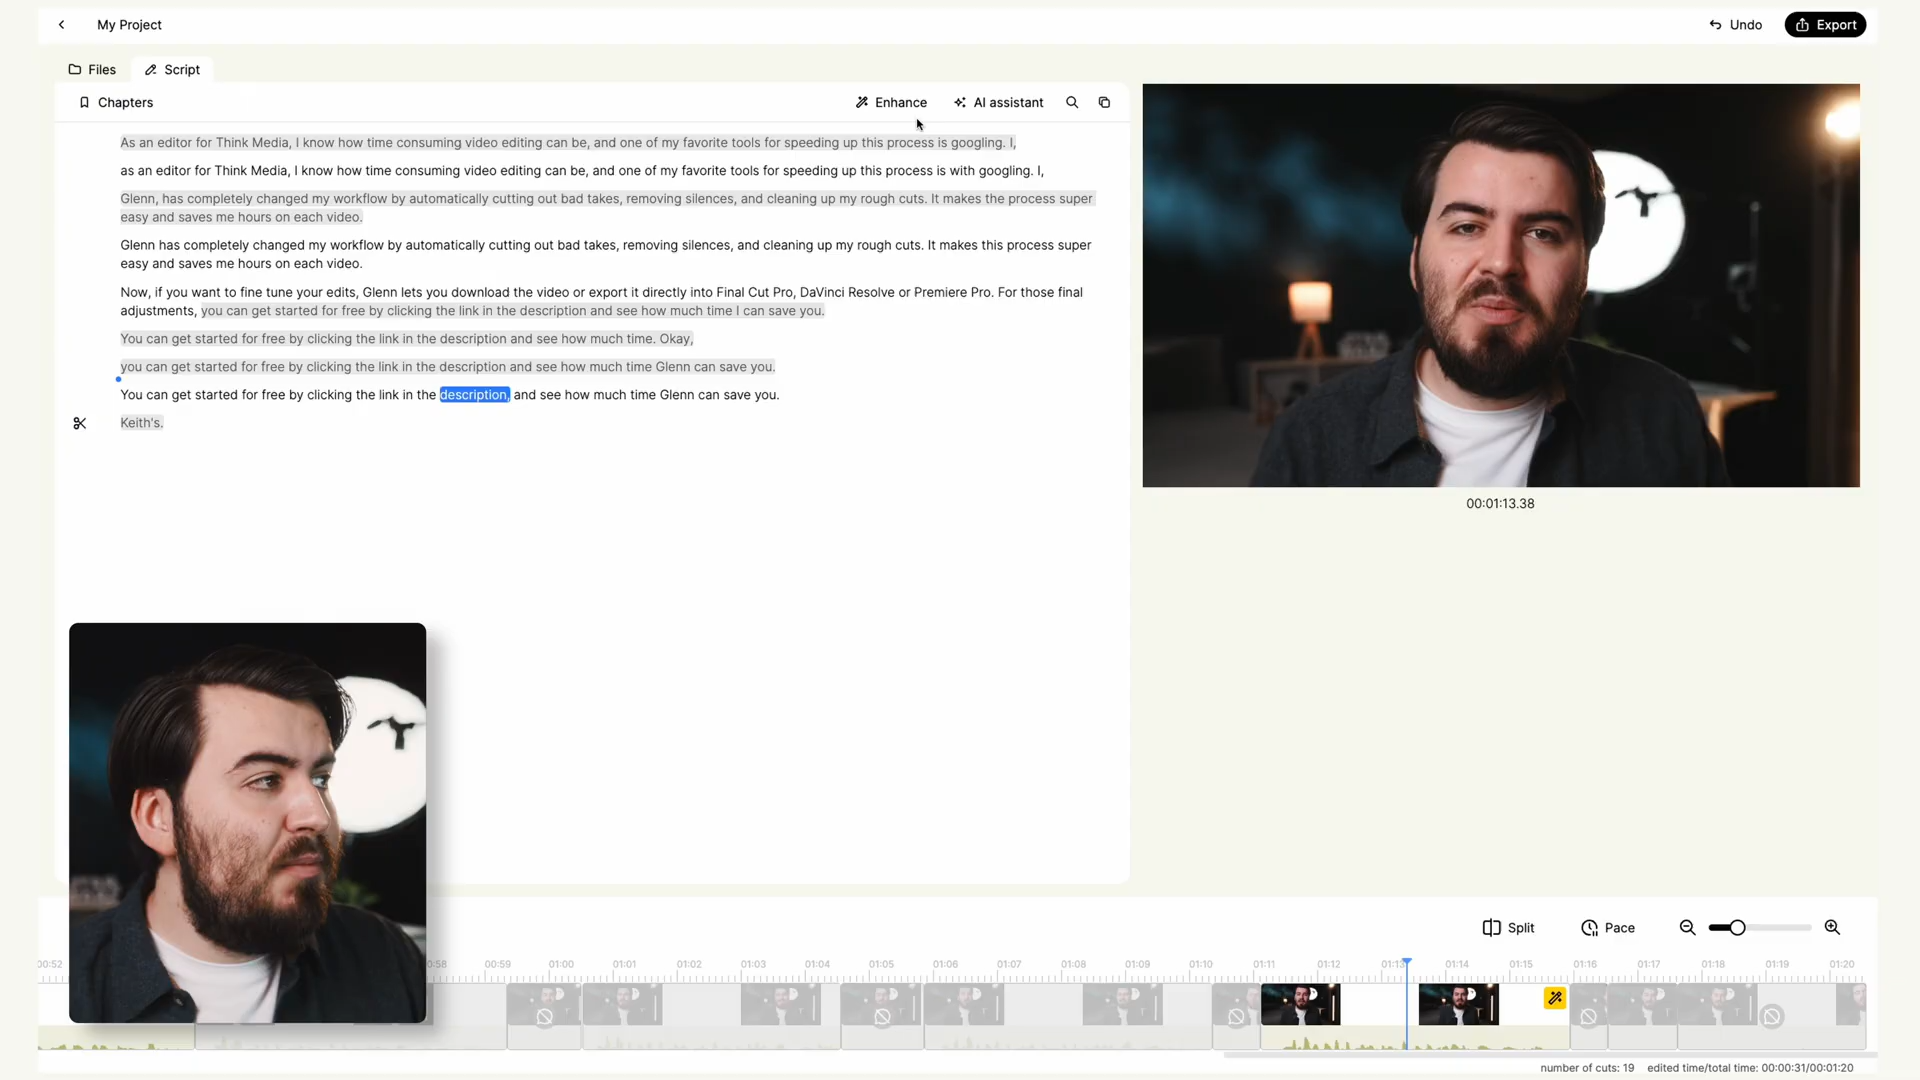 My Project
Undo
Export
Files
Script
Chapters
Enhance
AI assistant
As an editor for Think Media, I know how time consuming video editing can be, and one of my favorite tools for speeding up this process is googling. I,
as an editor for Think Media, I know how time consuming video editing can be, and one of my favorite tools for speeding up this process is with googling. I,
Glenn, has completely changed my workflow by automatically cutting out bad takes, removing silences, and cleaning up my rough cuts. It makes the process super
easy and saves me hours on each video.
Glenn has completely changed my workflow by automatically cutting out bad takes, removing silences, and cleaning up my rough cuts. It makes this process super
easy and saves me hours on each video.
Now, if you want to fine tune your edits, Glenn lets you download the video or export it directly into Final Cut Pro, DaVinci Resolve or Premiere Pro. For those final
adjustments, you can get started for free by clicking the link in the description and see how much time I can save you.
You can get started for free by clicking the link in the description and see how much time. Okay,
you can get started for free by clicking the link in the description and see how much time Glenn can save you.
You can get started for free by clicking the link in the description, and see how much time Glenn can save you.
Keith's.
00:01:13.38
Split
Pace
00:52 0:58 00:59 01:00 01:01 01:02 01:03 01:04 01:05 01:06 01:07 01:08 01:09 01:10 01:11 01:12 01:13 01:14 01:15 01:16 01:17 01:18 01:19 01:20
number of cuts: 19 edited time/total time: 00:00:31/00:01:20